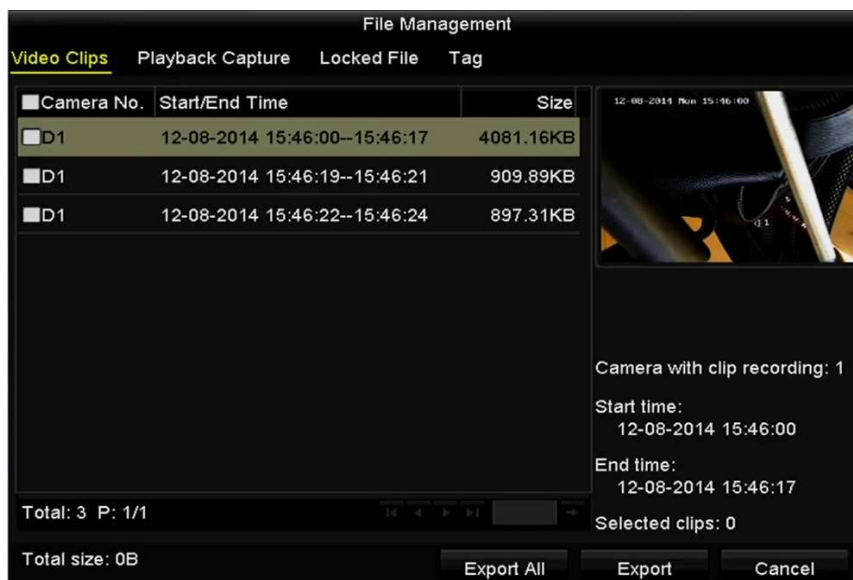 File Management
Video Clips Playback Capture Locked File Tag
Camera No. Start/End Time Size
D1 12-08-2014 15:46:00--15:46:17 4081.16KB
D1 12-08-2014 15:46:19--15:46:21 909.89KB
D1 12-08-2014 15:46:22--15:46:24 897.31KB
12-08-2014 Mon 15:46:00
Camera with clip recording: 1
Start time:
12-08-2014 15:46:00
End time:
12-08-2014 15:46:17
Total: 3 P: 1/1
Selected clips: 0
Total size: 0B
Export All Export Cancel